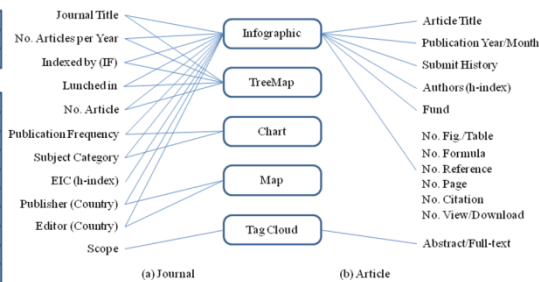 Journal Title
No. Articles per Year
Indexed by (IF)
Lunched in
No. Article
Publication Frequency
Subject Category
EIC (h-index)
Publisher (Country)
Editor (Country)
Scope
Infographic
TreeMap
Chart
Map
Tag Cloud
Article Title
Publication Year/Month
Submit History
Authors (h-index)
Fund
No. Fig./Table
No. Formula
No. Reference
No. Page
No. Citation
No. View/Download
Abstract/Full-text
(a) Journal
(b) Article